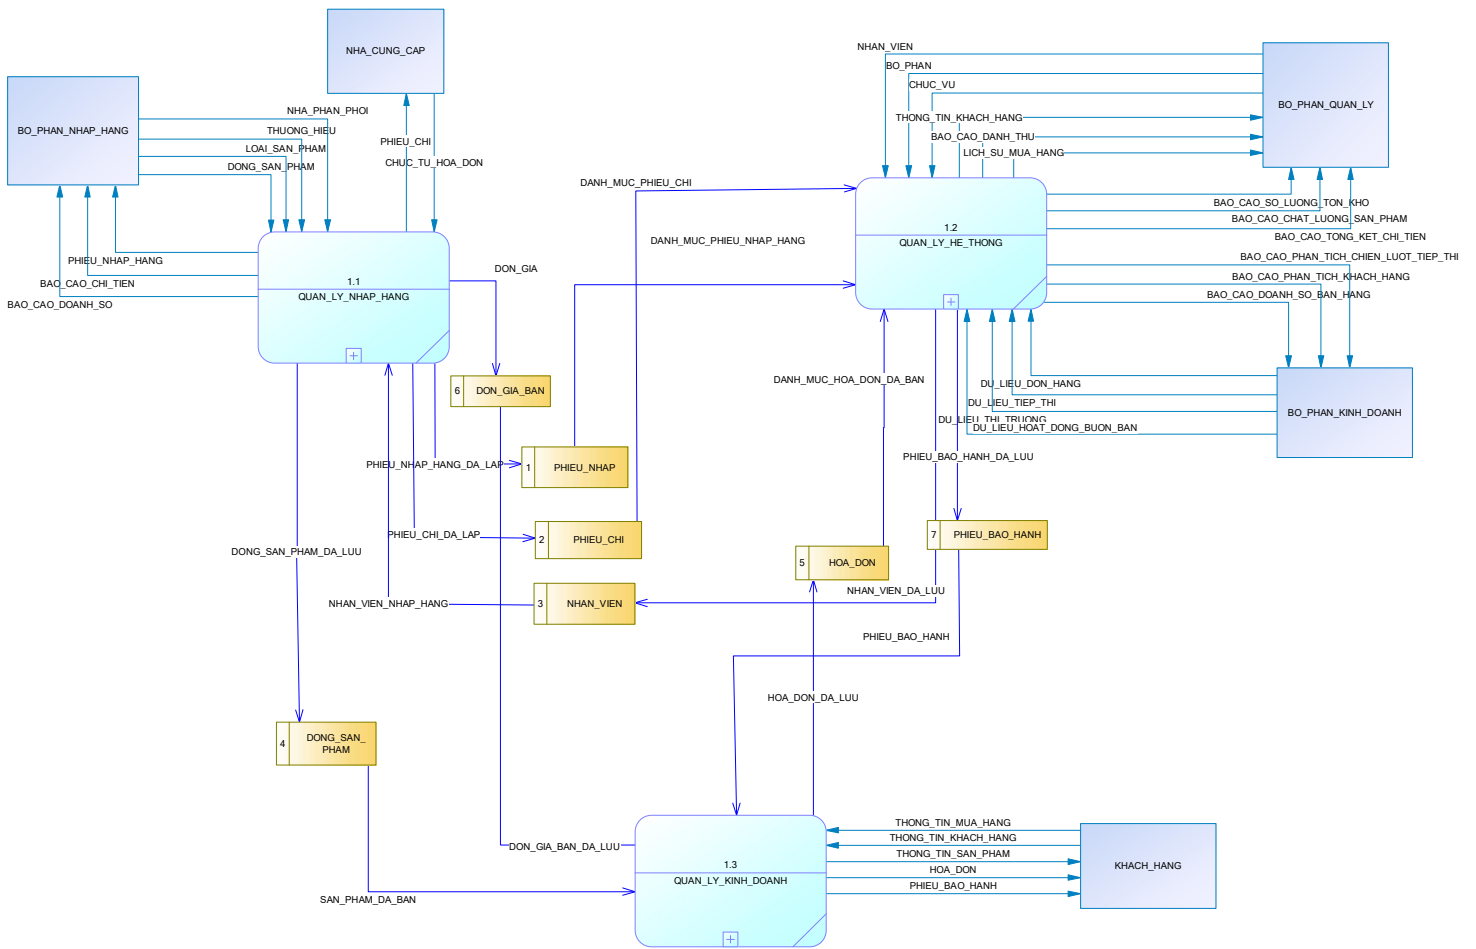 NHA_CUNG_CAP
NHAN_VIEN
BO_PHAN
CHUC_VU
BO_PHAN_QUAN_LY
THONG_TIN_KHACH_HANG
BAO_CAO_DANH_THU
LICH_SU_MUA_HANG
BO_PHAN_NHAP_HANG
NHA_PHAN_PHOI
THUONG_HIEU
LOAI_SAN_PHAM
DONG_SAN_PHAM
PHIEU_CHI
CHUC_TU_HOA_DON
DANH_MUC_PHIEU_CHI
DANH_MUC_PHIEU_NHAP_HANG
1.2
QUAN_LY_HE_THONG
BAO_CAO_SO_LUONG_TON_KHO
BAO_CAO_CHAT_LUONG_SAN_PHAM
BAO_CAO_TONG_KET_CHI_TIEN
BAO_CAO_PHAN_TICH_CHIEN_LUOT_TIEP_THI
BAO_CAO_PHAN_TICH_KHACH_HANG
BAO_CAO_DOANH_SO_BAN_HANG
PHIEU_NHAP_HANG
BAO_CAO_CHI_TIEN
BAO_CAO_DOANH_SO
1.1
QUAN_LY_NHAP_HANG
DON_GIA
6
DON_GIA_BAN
DANH_MUC_HOA_DON_DA_BAN
DU_LIEU_DON_HANG
DU_LIEU_TIEP_THI
DU_LIEU_THI_TRUONG
DU_LIEU_HOAT_DONG_BUON_BAN
BO_PHAN_KINH_DOANH
PHIEU_NHAP_HANG_DA_LAP
1
PHIEU_NHAP
PHIEU_BAO_HANH_DA_LUU
PHIEU_CHI_DA_LAP
2
PHIEU_CHI
7
PHIEU_BAO_HANH
DONG_SAN_PHAM_DA_LUU
5
HOA_DON
NHAN_VIEN_NHAP_HANG
3
NHAN_VIEN
NHAN_VIEN_DA_LUU
PHIEU_BAO_HANH
HOA_DON_DA_LUU
4
DONG_SAN_
PHAM
DON_GIA_BAN_DA_LUU
SAN_PHAM_DA_BAN
1.3
QUAN_LY_KINH_DOANH
THONG_TIN_MUA_HANG
THONG_TIN_KHACH_HANG
THONG_TIN_SAN_PHAM
HOA_DON
PHIEU_BAO_HANH
KHACH_HANG